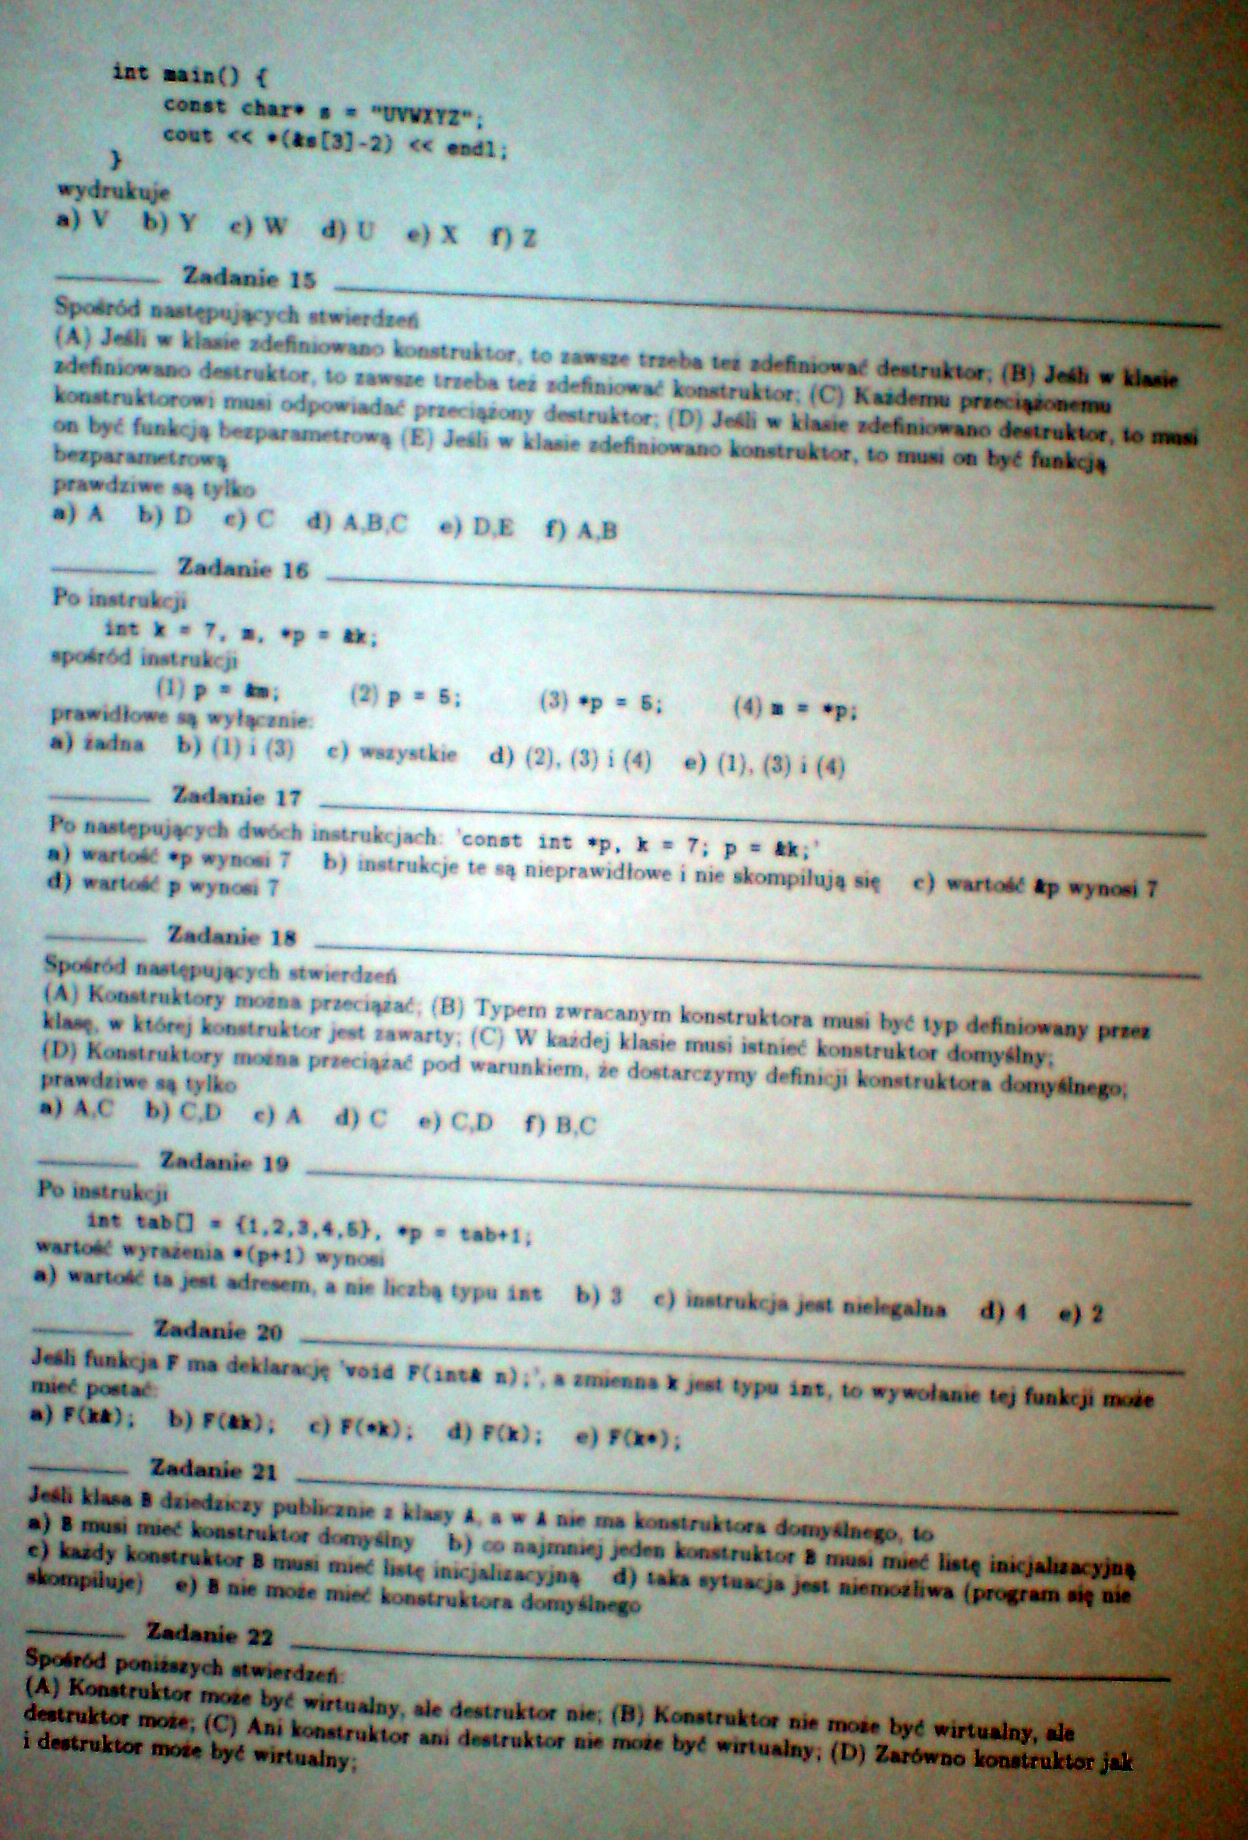 int main() {
const char* s = "UVWXYZ";
cout << *(&s[3]-2) << endl;
}
wydrukuje
a) V b) Y c) W d) U e) X f) Z
Zadanie 15
Spośród następujących stwierdzeń
(A) Jeśli w klasie zdefiniowano konstruktor, to zawsze trzeba też zdefiniować destruktor; (B) Jeśli w klasie
zdefiniowano destruktor, to zawsze trzeba też zdefiniować konstruktor; (C) Każdemu przeciążonemu
konstruktorowi musi odpowiadać przeciążony destruktor; (D) Jeśli w klasie zdefiniowano destruktor, to musi
on być funkcją bezparametrową (E) Jeśli w klasie zdefiniowano konstruktor, to musi on być funkcją
bezparametrową
prawdziwe są tylko
a) A b) D c) C d) A,B,C e) D,E f) A,B
Zadanie 16
Po instrukcji
int k = 7, m, *p = &k;
spośród instrukcji
(1) p = &m; (2) p = 5; (3) *p = 5; (4) m = *p;
prawidłowe są wyłącznie:
a) żadna b) (1) i (3) c) wszystkie d) (2), (3) i (4) e) (1), (3) i (4)
Zadanie 17
Po następujących dwóch instrukcjach: 'const int *p, k = 7; p = &k;'
a) wartość *p wynosi 7 b) instrukcje te są nieprawidłowe i nie skompilują się c) wartość &p wynosi 7
d) wartość p wynosi 7
Zadanie 18
Spośród następujących stwierdzeń
(A) Konstruktory można przeciążać; (B) Typem zwracanym konstruktora musi być typ definiowany przez
klasę, w której konstruktor jest zawarty; (C) W każdej klasie musi istnieć konstruktor domyślny;
(D) Konstruktory można przeciążać pod warunkiem, że dostarczymy definicji konstruktora domyślnego;
prawdziwe są tylko
a) A,C b) C,D c) A d) C e) C,D f) B,C
Zadanie 19
Po instrukcji
int tab[] = {1,2,3,4,5}, *p = tab+1;
wartość wyrażenia *(p+1) wynosi
a) wartość ta jest adresem, a nie liczbą typu int b) 3 c) instrukcja jest nielegalna d) 4 e) 2
Zadanie 20
Jeśli funkcja F ma deklarację 'void F(int& n);', a zmienna k jest typu int, to wywołanie tej funkcji może
mieć postać:
a) F(k&); b) F(&k); c) F(*k); d) F(k); e) F(k*);
Zadanie 21
Jeśli klasa B dziedziczy publicznie z klasy A, a w A nie ma konstruktora domyślnego, to
a) B musi mieć konstruktor domyślny b) co najmniej jeden konstruktor B musi mieć listę inicjalizacyjną
c) każdy konstruktor B musi mieć listę inicjalizacyjną d) taka sytuacja jest niemożliwa (program się nie
skompiluje) e) B nie może mieć konstruktora domyślnego
Zadanie 22
Spośród poniższych stwierdzeń:
(A) Konstruktor może być wirtualny, ale destruktor nie; (B) Konstruktor nie może być wirtualny, ale
destruktor może; (C) Ani konstruktor ani destruktor nie może być wirtualny; (D) Zarówno konstruktor jak
i destruktor może być wirtualny;